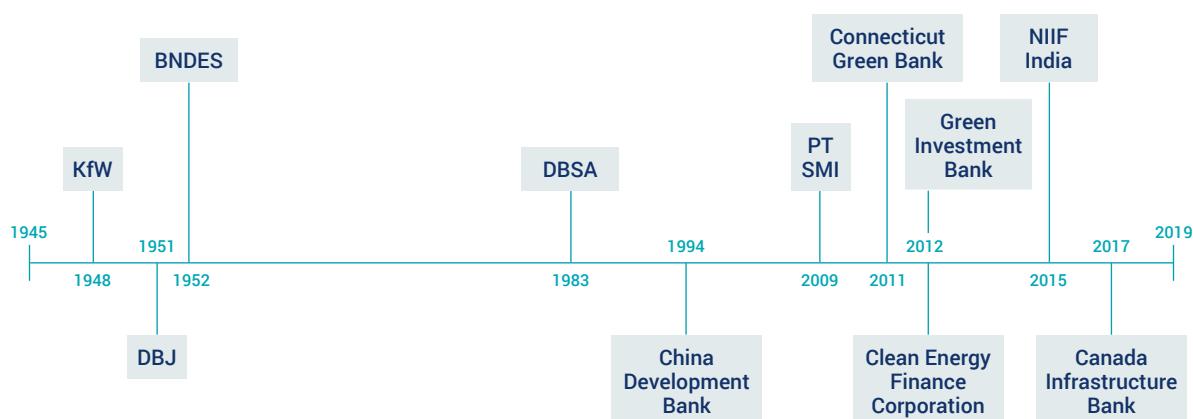 Connecticut
Green Bank
NIIF
India
BNDES
Green
Investment
Bank
PT
SMI
KfW
DBSA
1945
1951
1994
2012
2017
2019
1948
1952
1983
2009
2011
2015
DBJ
China
Development
Bank
Clean Energy
Finance
Corporation
Canada
Infrastructure
Bank